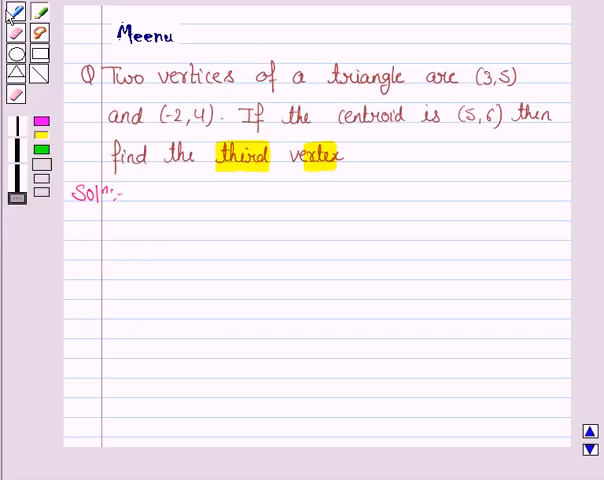 Meenu
Q Two vertices of a triangle are (3,5)
and (-2,4). If the centroid is (5,6) then
find the third vertex
Solⁿ:-